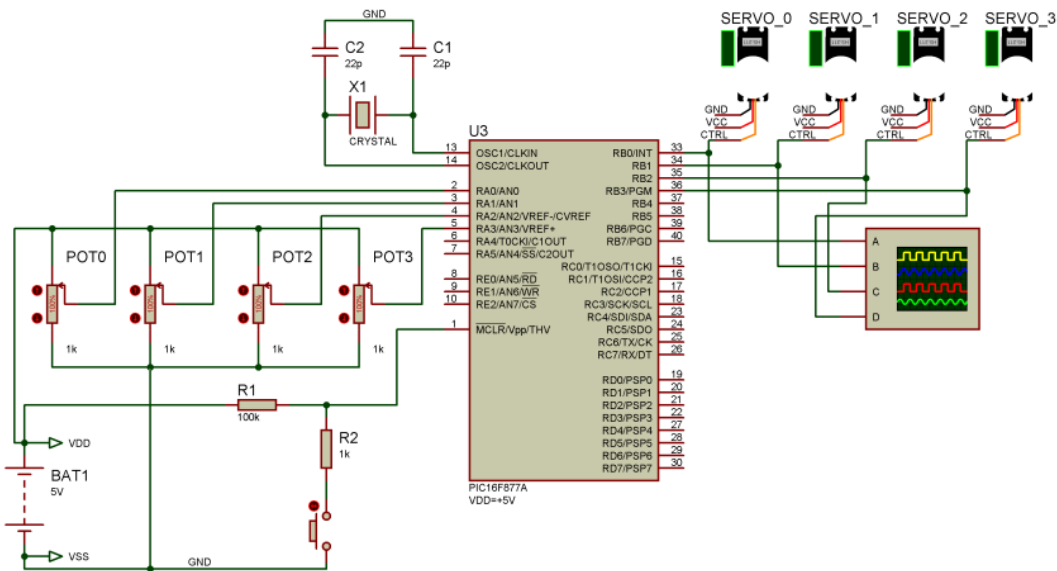 GND
C2
22p
C1
22p
X1
CRYSTAL
SERVO_0
SERVO_1
SERVO_2
SERVO_3
GND
VCC
CTRL
GND
VCC
CTRL
GND
VCC
CTRL
GND
VCC
CTRL
U3
13 OSC1/CLKIN
14 OSC2/CLKOUT
2 RA0/AN0
3 RA1/AN1
4 RA2/AN2/VREF-/CVREF
5 RA3/AN3/VREF+
6 RA4/T0CKI/C1OUT
7 RA5/AN4/SS/C2OUT
8 RE0/AN5/RD
9 RE1/AN6/WR
10 RE2/AN7/CS
1 MCLR/Vpp/THV
RB0/INT 33
RB1 34
RB2 35
RB3/PGM 36
RB4 37
RB5 38
RB6/PGC 39
RB7/PGD 40
RC0/T1OSO/T1CKI 15
RC1/T1OSI/CCP2 16
RC2/CCP1 17
RC3/SCK/SCL 18
RC4/SDI/SDA 23
RC5/SDO 24
RC6/TX/CK 25
RC7/RX/DT 26
RD0/PSP0 19
RD1/PSP1 20
RD2/PSP2 21
RD3/PSP3 22
RD4/PSP4 27
RD5/PSP5 28
RD6/PSP6 29
RD7/PSP7 30
PIC16F877A
VDD=+5V
A
B
C
D
POT0
100%
1k
POT1
100%
1k
POT2
100%
1k
POT3
100%
1k
R1
100k
R2
1k
VDD
BAT1
5V
VSS
GND